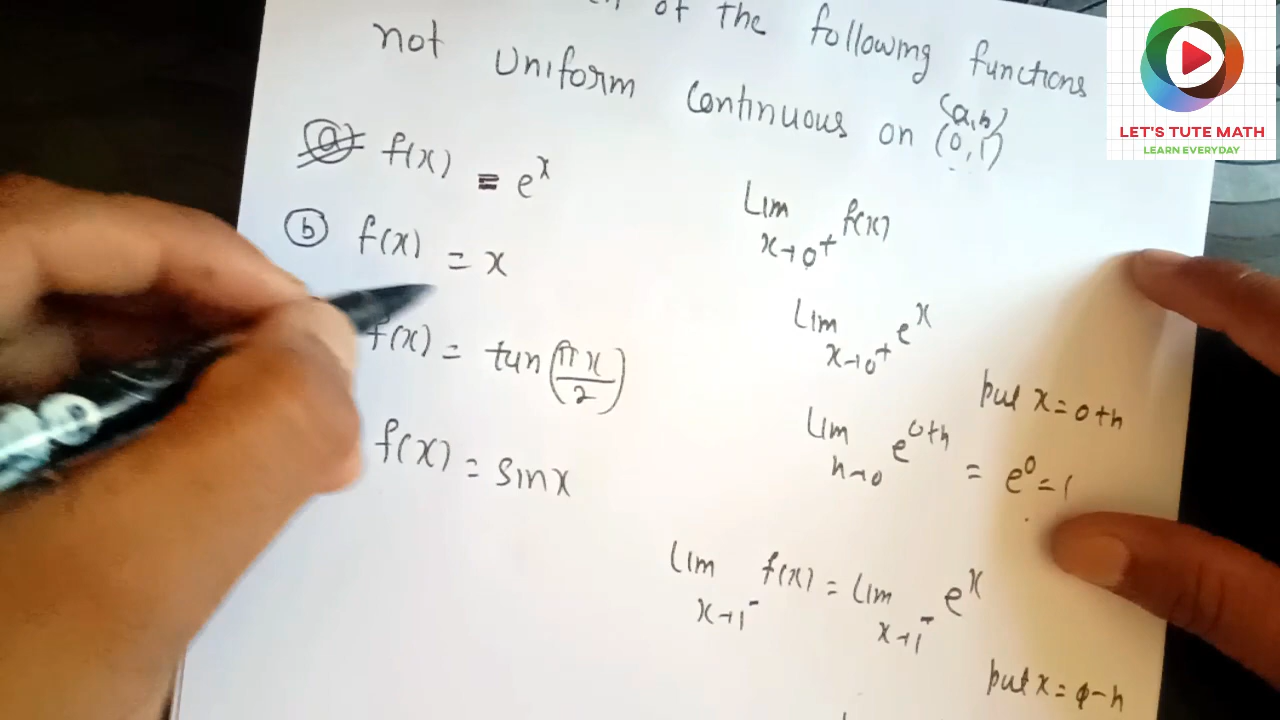 of the following functions
not Uniform Continuous on (0,1)
(a,b)
(a) f(x) = e^x
(b) f(x) = x
f(x) = tan(πx/2)
f(x) = sinx
Lim x→0+ f(x)
Lim x→0+ e^x
put x=0+h
Lim h→0 e^0+h = e^0=1
Lim x→1- f(x) = Lim x→1- e^x
put x = 1-h
LET'S TUTE MATH
LEARN EVERYDAY